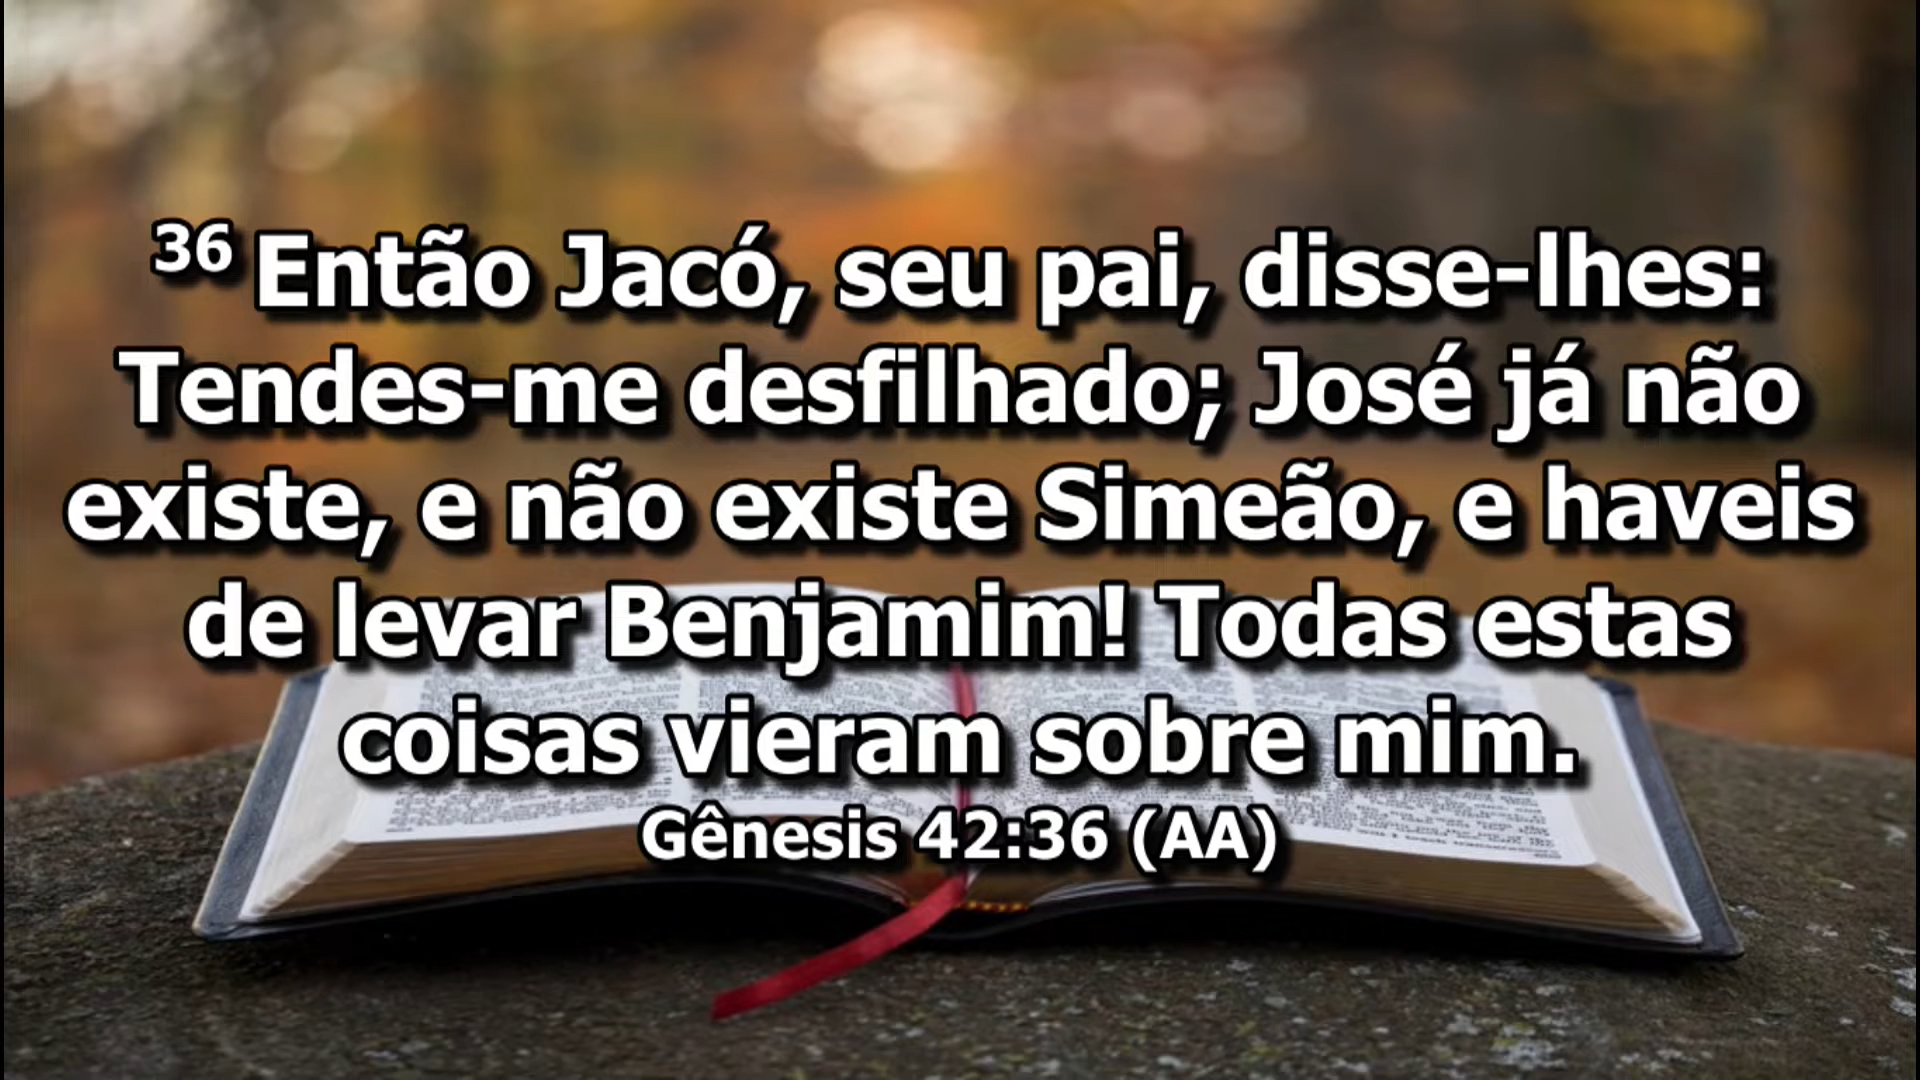 36 Então Jacó, seu pai, disse-lhes:
Tendes-me desfilhado; José já não
existe, e não existe Simeão, e haveis
de levar Benjamim! Todas estas
coisas vieram sobre mim.
Gênesis 42:36 (AA)